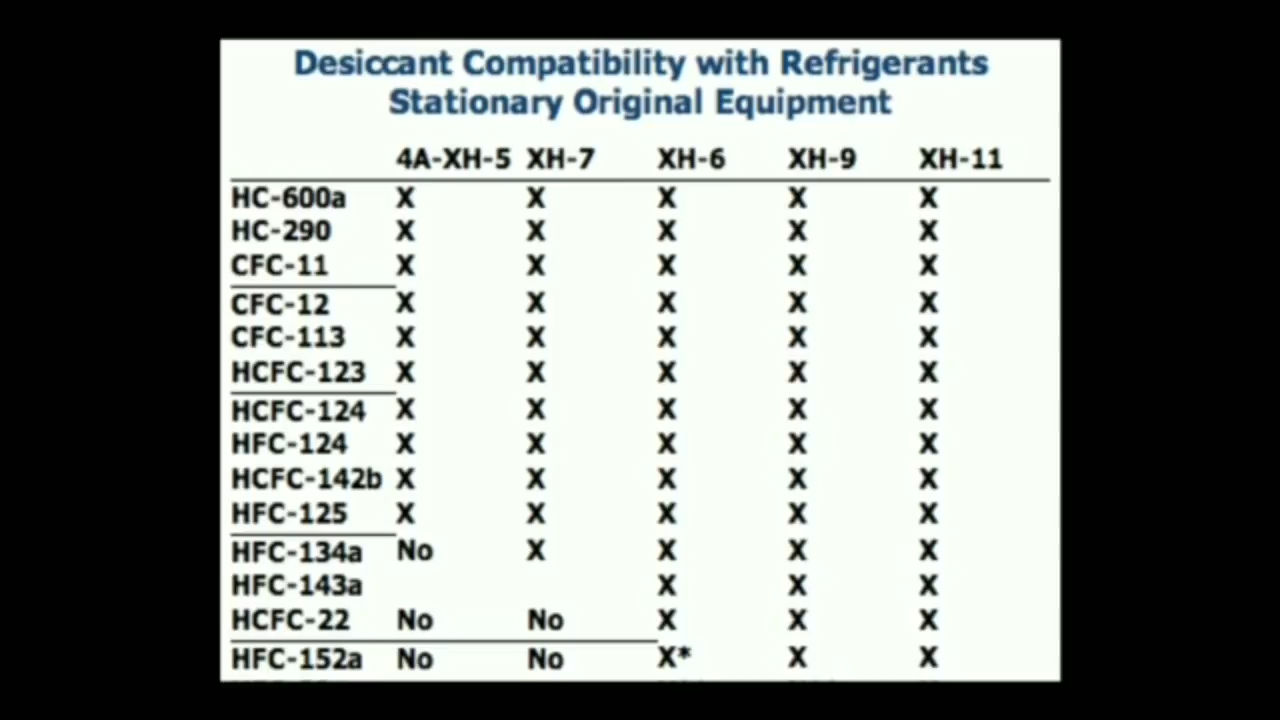 Desiccant Compatibility with Refrigerants
Stationary Original Equipment
4A-XH-5 XH-7 XH-6 XH-9 XH-11
HC-600a X X X X X
HC-290 X X X X X
CFC-11 X X X X X
CFC-12 X X X X X
CFC-113 X X X X X
HCFC-123 X X X X X
HCFC-124 X X X X X
HFC-124 X X X X X
HCFC-142b X X X X X
HFC-125 X X X X X
HFC-134a No X X X X
HFC-143a X X X
HCFC-22 No No X X X
HFC-152a No No X* X X